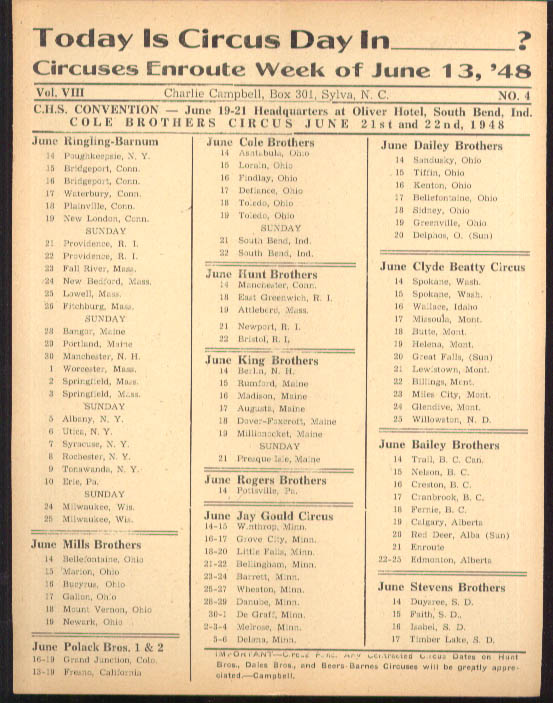 Today Is Circus Day In________?
Circuses Enroute Week of June 13, '48
Vol. VIII Charlie Campbell, Box 301, Sylva, N. C. NO. 4
C.H.S. CONVENTION — June 19-21 Headquarters at Oliver Hotel, South Bend, Ind.
COLE BROTHERS CIRCUS JUNE 21st and 22nd, 1948
June Ringling-Barnum
14 Poughkeepsie, N. Y.
15 Bridgeport, Conn.
16 Bridgeport, Conn.
17 Waterbury, Conn.
18 Plainville, Conn.
19 New London, Conn.
SUNDAY
21 Providence, R. I.
22 Providence, R. I.
23 Fall River, Mass.
24 New Bedford, Mass.
25 Lowell, Mass.
26 Fitchburg, Mass.
SUNDAY
28 Bangor, Maine
29 Portland, Maine
30 Manchester, N. H.
1 Worcester, Mass.
2 Springfield, Mass.
3 Springfield, Mass.
SUNDAY
5 Albany, N. Y.
6 Utica, N. Y.
7 Syracuse, N. Y.
8 Rochester, N. Y.
9 Tonawanda, N. Y.
10 Erie, Pa.
SUNDAY
24 Milwaukee, Wis.
25 Milwaukee, Wis.
June Mills Brothers
14 Bellefontaine, Ohio
15 Marion, Ohio
16 Bucyrus, Ohio
17 Galion, Ohio
18 Mount Vernon, Ohio
19 Newark, Ohio
June Polack Bros. 1 & 2
16-19 Grand Junction, Colo.
13-19 Fresno, California
June Cole Brothers
14 Ashtabula, Ohio
15 Lorain, Ohio
16 Findlay, Ohio
17 Defiance, Ohio
18 Toledo, Ohio
19 Toledo, Ohio
SUNDAY
21 South Bend, Ind.
22 South Bend, Ind.
June Hunt Brothers
14 Manchester, Conn.
18 East Greenwich, R. I.
19 Attleboro, Mass.
21 Newport, R. I.
22 Bristol, R. I.
June King Brothers
14 Berlin, N. H.
15 Rumford, Maine
16 Madison, Maine
17 Augusta, Maine
18 Dover-Foxcroft, Maine
19 Millionocket, Maine
SUNDAY
21 Presque Isle, Maine
June Rogers Brothers
14 Pottsville, Pa.
June Jay Gould Circus
14-15 Winthrop, Minn.
16-17 Grove City, Minn.
18-20 Little Falls, Minn.
21-22 Bellingham, Minn.
23-24 Barrett, Minn.
25-27 Wheaton, Minn.
28-29 Danube, Minn.
30-1 De Graff, Minn.
2-3-4 Melrose, Minn.
5-6 Delano, Minn.
June Dailey Brothers
14 Sandusky, Ohio
15 Tiffin, Ohio
16 Kenton, Ohio
17 Bellefontaine, Ohio
18 Sidney, Ohio
19 Greenville, Ohio
20 Delphos, O. (Sun)
June Clyde Beatty Circus
14 Spokane, Wash.
15 Spokane, Wash.
16 Wallace, Idaho
17 Missoula, Mont.
18 Butte, Mont.
19 Helena, Mont.
20 Great Falls, (Sun)
21 Lewistown, Mont.
22 Billings, Mont.
23 Miles City, Mont.
24 Glendive, Mont.
25 Williston, N. D.
June Bailey Brothers
14 Trail, B. C. Can.
15 Nelson, B. C.
16 Creston, B. C.
17 Cranbrook, B. C.
18 Fernie, B. C.
19 Calgary, Alberta
20 Red Deer, Alba (Sun)
21 Enroute
22-25 Edmonton, Alberta
June Stevens Brothers
14 Dupree, S. D.
15 Faith, S. D.,
16 Isabel, S. D.
17 Timber Lake, S. D.
IMPORTANT—Circus Fans. Any Contracted Circus Dates on Hunt
Bros., Dales Bros., and Beers-Barnes Circuses will be greatly appre-
ciated.—Campbell.